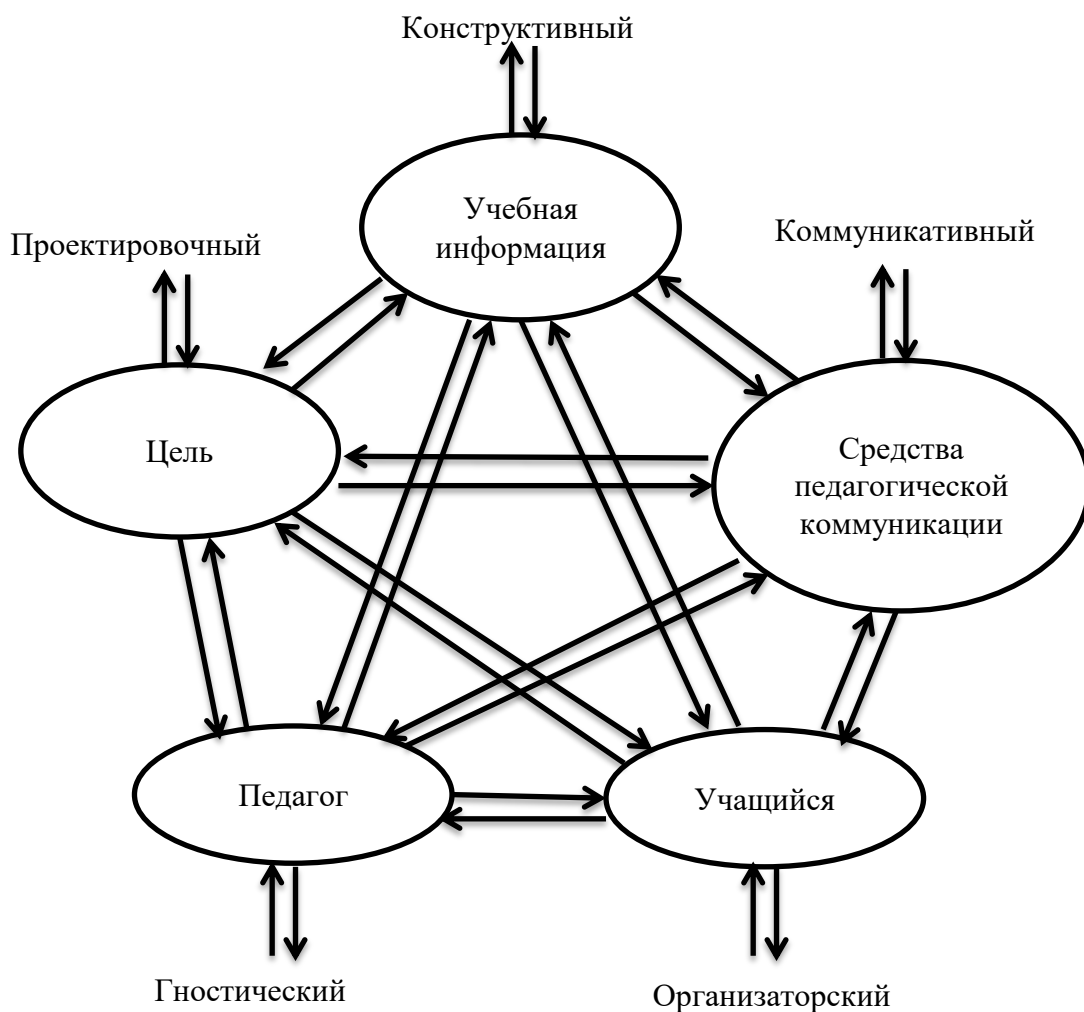 Конструктивный
Учебная
информация
Проектировочный
Коммуникативный
Цель
Средства
педагогической
коммуникации
Педагог
Учащийся
Гностический
Организаторский